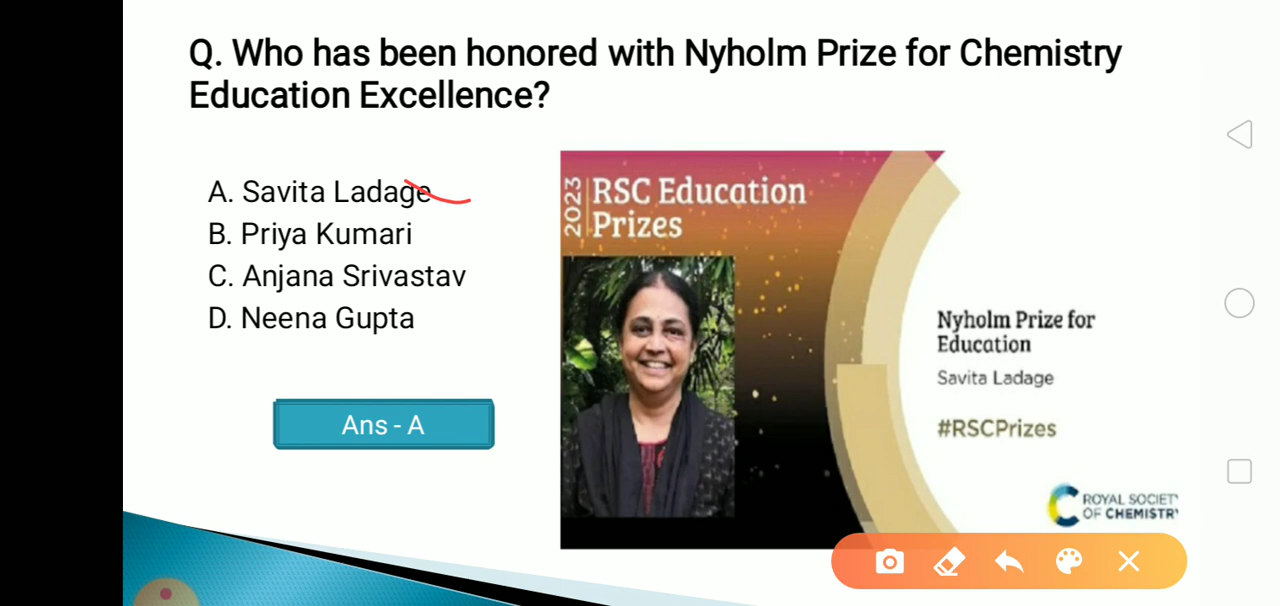 Q. Who has been honored with Nyholm Prize for Chemistry
Education Excellence?
A. Savita Ladage
B. Priya Kumari
C. Anjana Srivastav
D. Neena Gupta
Ans - A
2023
RSC Education
Prizes
Nyholm Prize for
Education
Savita Ladage
#RSCPrizes
ROYAL SOCIETY
OF CHEMISTRY